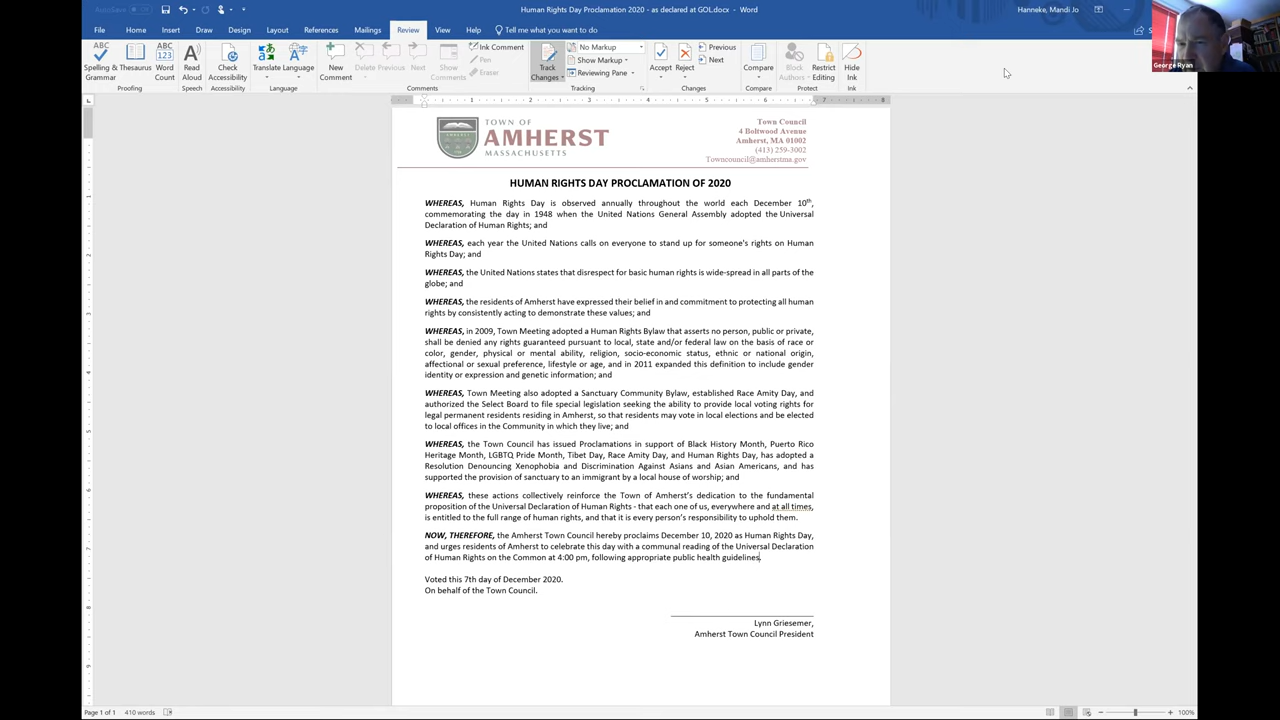 AutoSave
Human Rights Day Proclamation 2020 - as declared at GOL.docx - Word
Hanneke, Mandi Jo
File Home Insert Draw Design Layout References Mailings Review View Help Tell me what you want to do
George Ryan
Spelling & Grammar
Thesaurus
Word Count
Proofing
Read Aloud
Speech
Check Accessibility
Accessibility
Translate
Language
Language
New Comment
Delete
Previous
Next
Show Comments
Comments
Ink Comment
Pen
Eraser
Track Changes
No Markup
Show Markup
Reviewing Pane
Tracking
Accept
Reject
Previous
Next
Changes
Compare
Compare
Block Authors
Restrict Editing
Protect
Hide Ink
Ink
1 2 3 4 5 6 7 8
TOWN OF
AMHERST
MASSACHUSETTS
Town Council
4 Boltwood Avenue
Amherst, MA 01002
(413) 259-3002
Towncouncil@amherstma.gov
HUMAN RIGHTS DAY PROCLAMATION OF 2020
WHEREAS, Human Rights Day is observed annually throughout the world each December 10th,
commemorating the day in 1948 when the United Nations General Assembly adopted the Universal
Declaration of Human Rights; and
WHEREAS, each year the United Nations calls on everyone to stand up for someone's rights on Human
Rights Day; and
WHEREAS, the United Nations states that disrespect for basic human rights is wide-spread in all parts of the
globe; and
WHEREAS, the residents of Amherst have expressed their belief in and commitment to protecting all human
rights by consistently acting to demonstrate these values; and
WHEREAS, in 2009, Town Meeting adopted a Human Rights Bylaw that asserts no person, public or private,
shall be denied any rights guaranteed pursuant to local, state and/or federal law on the basis of race or
color, gender, physical or mental ability, religion, socio-economic status, ethnic or national origin,
affectional or sexual preference, lifestyle or age, and in 2011 expanded this definition to include gender
identity or expression and genetic information; and
WHEREAS, Town Meeting also adopted a Sanctuary Community Bylaw, established Race Amity Day, and
authorized the Select Board to file special legislation seeking the ability to provide local voting rights for
legal permanent residents residing in Amherst, so that residents may vote in local elections and be elected
to local offices in the Community in which they live; and
WHEREAS, the Town Council has issued Proclamations in support of Black History Month, Puerto Rico
Heritage Month, LGBTQ Pride Month, Tibet Day, Race Amity Day, and Human Rights Day, has adopted a
Resolution Denouncing Xenophobia and Discrimination Against Asians and Asian Americans, and has
supported the provision of sanctuary to an immigrant by a local house of worship; and
WHEREAS, these actions collectively reinforce the Town of Amherst's dedication to the fundamental
proposition of the Universal Declaration of Human Rights - that each one of us, everywhere and at all times,
is entitled to the full range of human rights, and that it is every person's responsibility to uphold them.
NOW, THEREFORE, the Amherst Town Council hereby proclaims December 10, 2020 as Human Rights Day,
and urges residents of Amherst to celebrate this day with a communal reading of the Universal Declaration
of Human Rights on the Common at 4:00 pm, following appropriate public health guidelines.
Voted this 7th day of December 2020.
On behalf of the Town Council.
Lynn Griesemer,
Amherst Town Council President
Page 1 of 1 410 words
100%